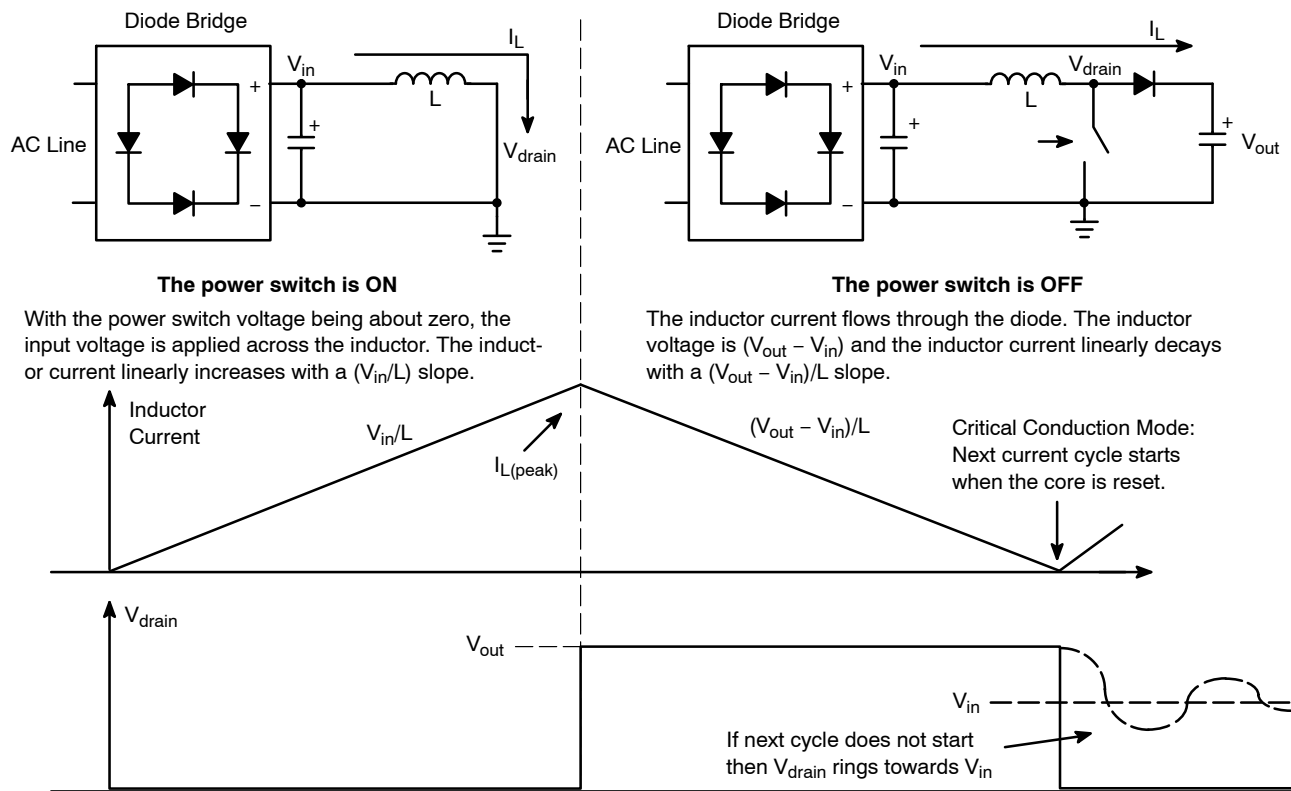 Diode Bridge
AC Line
+
−
Vin
+
IL
L
Vdrain
Diode Bridge
AC Line
+
−
Vin
+
IL
L
Vdrain
+
Vout
The power switch is ON
With the power switch voltage being about zero, the
input voltage is applied across the inductor. The induct-
or current linearly increases with a (Vin/L) slope.
The power switch is OFF
The inductor current flows through the diode. The inductor
voltage is (Vout − Vin) and the inductor current linearly decays
with a (Vout − Vin)/L slope.
Inductor
Current
Vin/L
IL(peak)
(Vout − Vin)/L
Critical Conduction Mode:
Next current cycle starts
when the core is reset.
Vdrain
Vout
Vin
If next cycle does not start
then Vdrain rings towards Vin